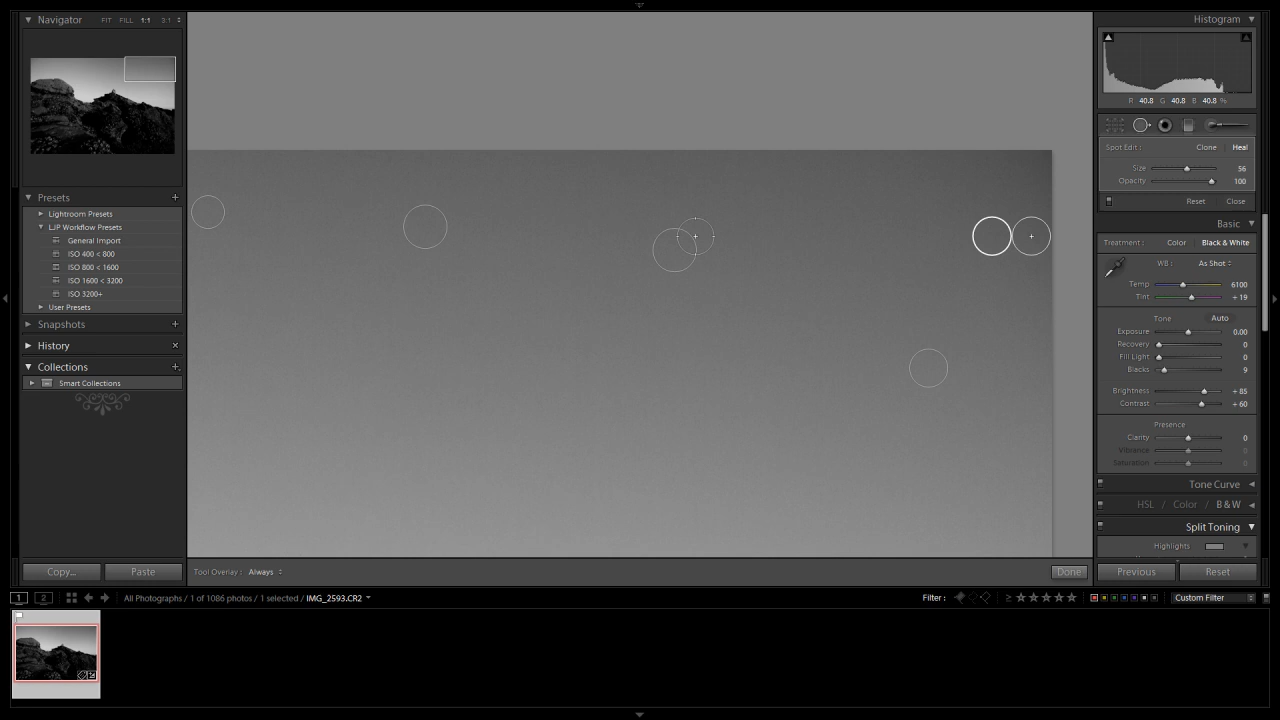 Navigator FIT FILL 1:1 3:1
Presets +
Lightroom Presets
LJP Workflow Presets
General Import
ISO 400 < 800
ISO 800 < 1600
ISO 1600 < 3200
ISO 3200+
User Presets
Snapshots +
History ×
Collections +
Smart Collections
Copy... Paste
Tool Overlay : Always
Done
Histogram
R 40.8 G 40.8 B 40.8 %
Spot Edit : Clone Heal
Size 56
Opacity 100
Reset Close
Basic
Treatment : Color Black & White
WB : As Shot
Temp 6100
Tint + 19
Tone Auto
Exposure 0.00
Recovery 0
Fill Light 0
Blacks 9
Brightness + 85
Contrast + 60
Presence
Clarity 0
Vibrance 0
Saturation 0
Tone Curve
HSL / Color / B & W
Split Toning
Highlights
Previous Reset
1 2 All Photographs / 1 of 1086 photos / 1 selected / IMG_2593.CR2 Filter : ≥ Custom Filter